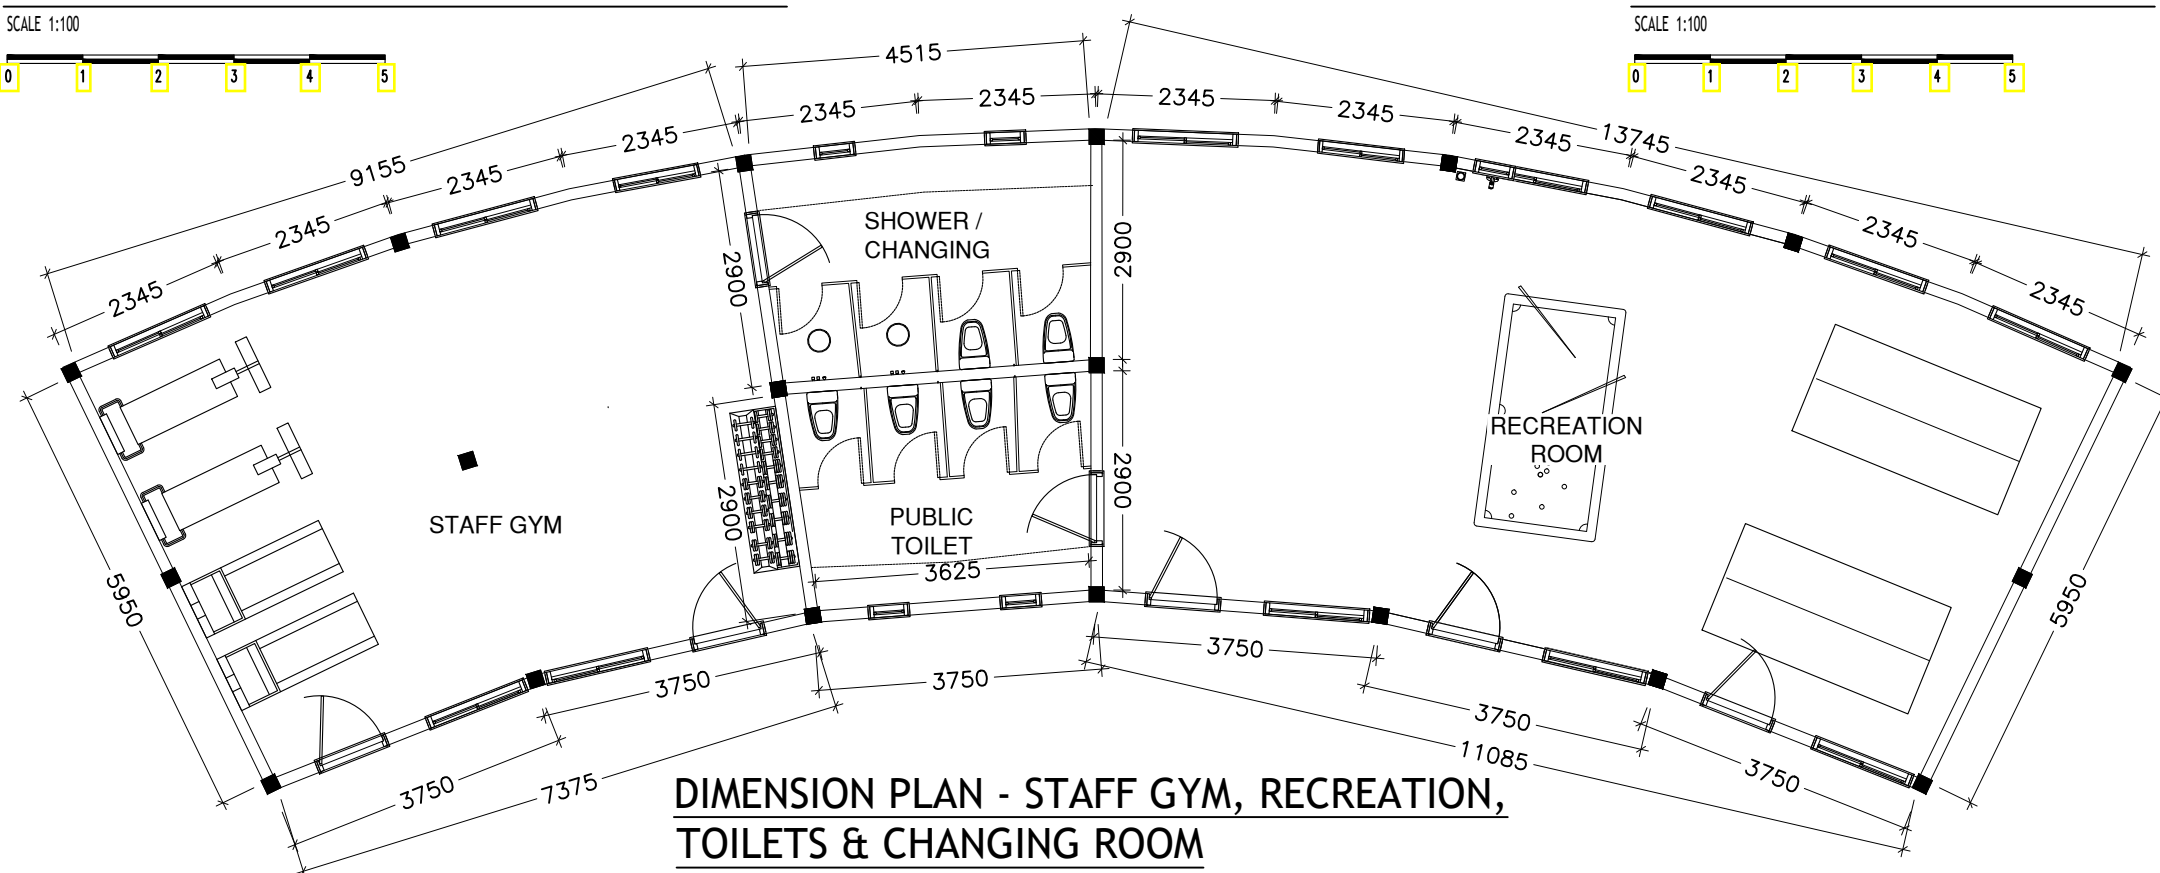 SCALE 1:100
0 1 2 3 4 5
SCALE 1:100
0 1 2 3 4 5
4515
9155
13745
2345
2345
2345
2345
2345
2345
2345
2345
2345
2345
2345
2345
SHOWER /
CHANGING
2900
2900
2900
2900
STAFF GYM
PUBLIC
TOILET
3625
RECRUATION
ROOM
5950
5950
3750
3750
3750
3750
3750
3750
7375
11085
DIMENSION PLAN - STAFF GYM, RECREATION,
TOILETS & CHANGING ROOM